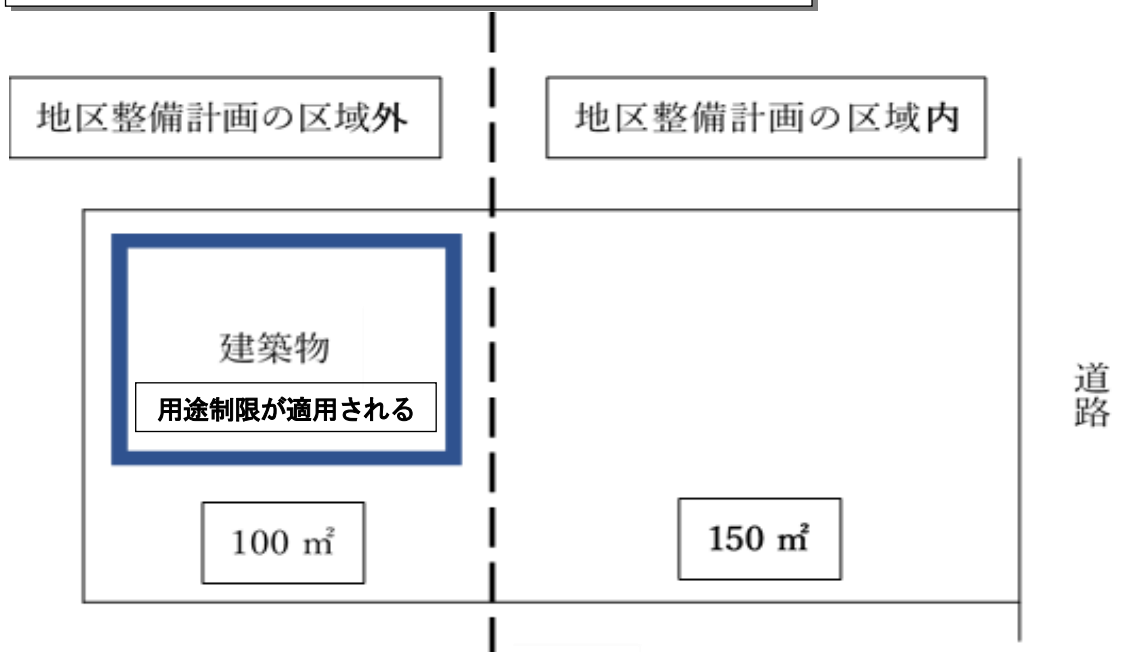 地区整備計画の区域外
地区整備計画の区域内
建築物
用途制限が適用される
道路
100 ㎡
150 ㎡